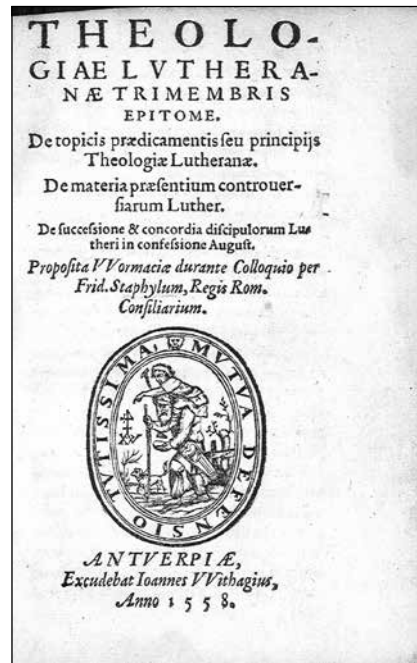 THEOLO-
GIAE LVTHERA-
NÆ TRIMEMBRIS
EPITOME.
De topicis prædicamentis seu principijs
Theologiæ Lutheranæ.
De materia præsentium controuer-
siarum Luther.
De succeſsione & concordia discipulorum Lu-
theri in confeſsione August.
Propoſita VVormaciæ durante Colloquio per
Frid. Staphylum, Regis Rom.
Conſiliarium.
MVTVA DEFENSIO TVTISSIMA,
ANTVERPIÆ,
Excudebat Ioannes VVithagius,
Anno 1558.